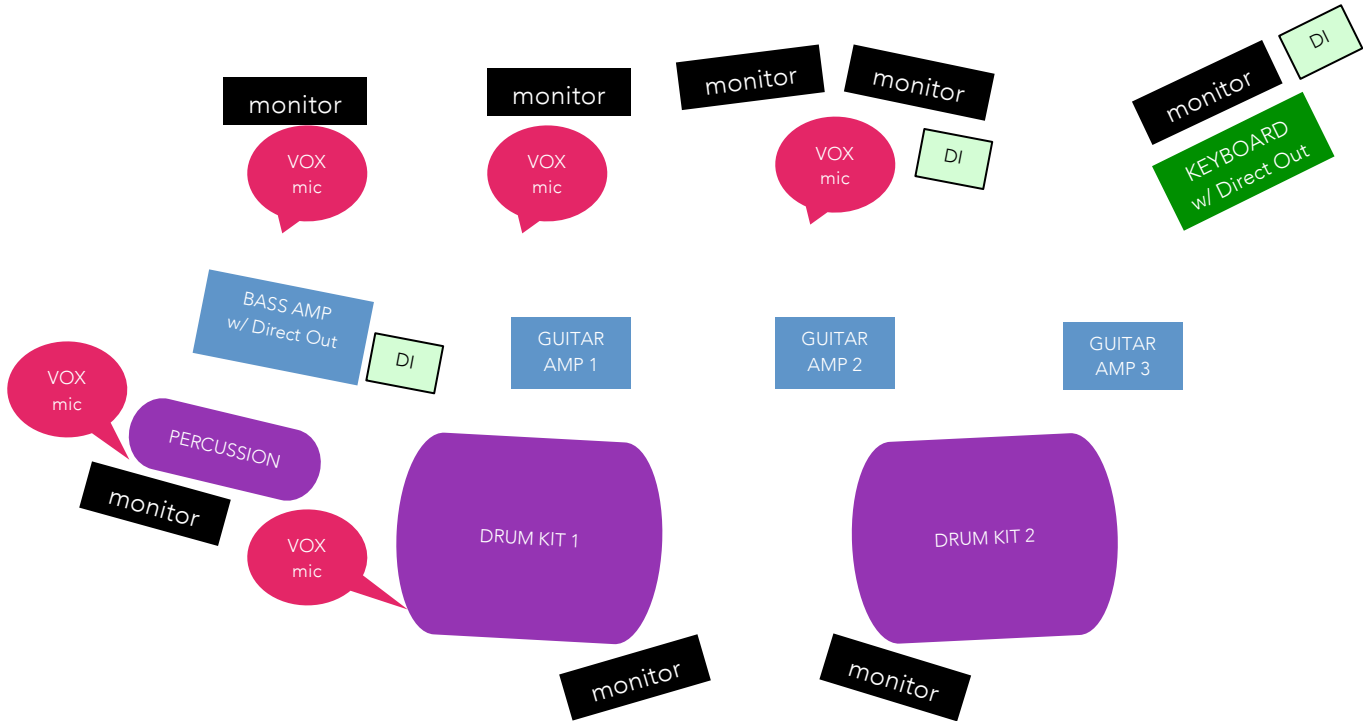 monitor
monitor
monitor
monitor
monitor
DI
VOX
mic
VOX
mic
VOX
mic
DI
KEYBOARD
w/ Direct Out
BASS AMP
w/ Direct Out
DI
GUITAR
AMP 1
GUITAR
AMP 2
GUITAR
AMP 3
VOX
mic
PERCUSSION
monitor
VOX
mic
DRUM KIT 1
DRUM KIT 2
monitor
monitor